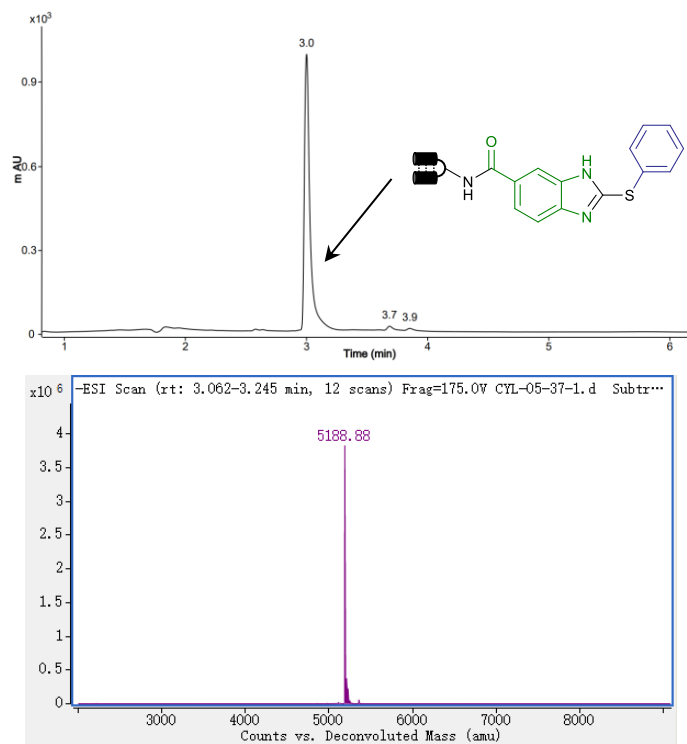 x10³
3.0
0.9
0.6
0.3
0
m AU
3.7
3.9
1
2
3
4
5
6
Time (min)
O
N
H
H
N
N
S
x10 6
-ESI Scan (rt: 3.062-3.245 min, 12 scans) Frag=175.0V CYL-05-37-1.d Subtr…
5188.88
4
3.5
3
2.5
2
1.5
1
0.5
0
3000
4000
5000
6000
7000
8000
Counts vs. Deconvoluted Mass (amu)